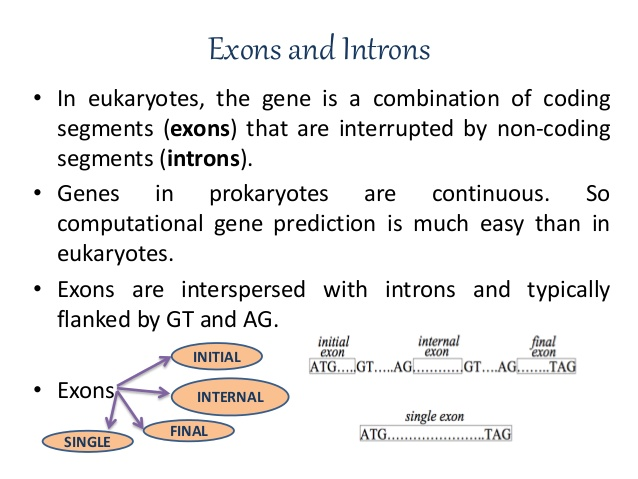 Exons and Introns
• In eukaryotes, the gene is a combination of coding
segments (exons) that are interrupted by non-coding
segments (introns).
• Genes in prokaryotes are continuous. So
computational gene prediction is much easy than in
eukaryotes.
• Exons are interspersed with introns and typically
flanked by GT and AG.
• Exons
INITIAL
INTERNAL
FINAL
SINGLE
initial exon
internal exon
final exon
ATG....GT.....AG............GT....AG.......TAG
single exon
ATG.......................TAG